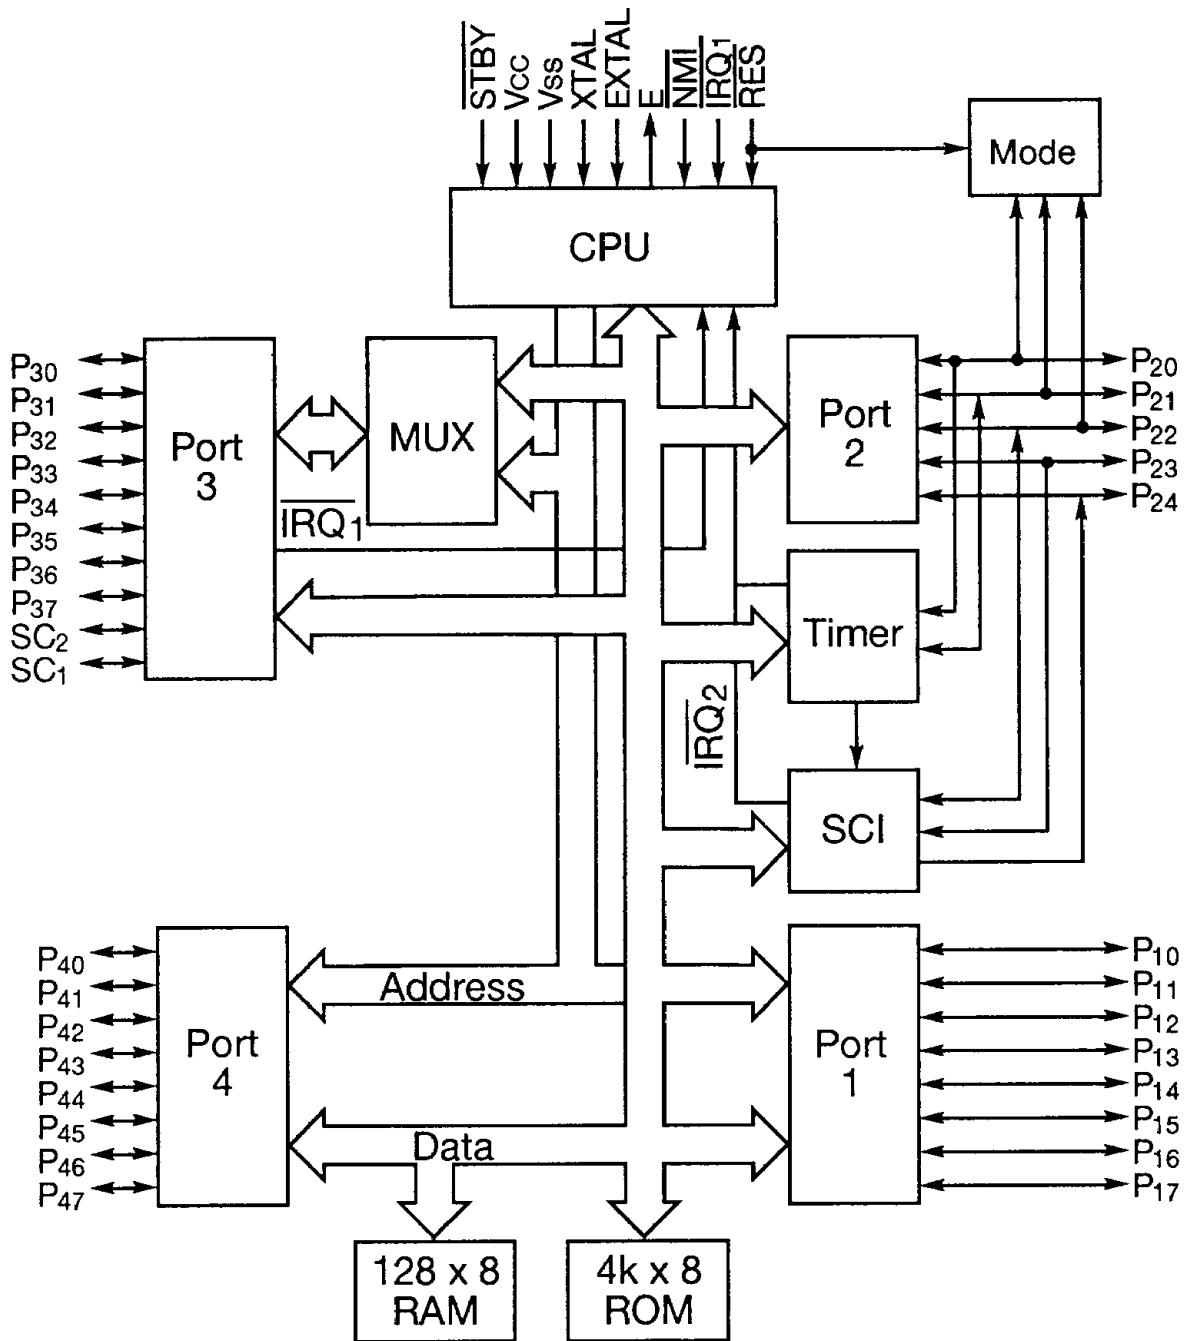 STBY
Vcc
Vss
XTAL
EXTAL
E
NMI
IRQ1
RES
Mode
CPU
P30
P31
P32
P33
P34
P35
P36
P37
SC2
SC1
Port
3
MUX
IRQ1
Port
2
P20
P21
P22
P23
P24
Timer
IRQ2
SCI
P40
P41
P42
P43
P44
P45
P46
P47
Port
4
Address
Data
Port
1
P10
P11
P12
P13
P14
P15
P16
P17
128 x 8
RAM
4k x 8
ROM